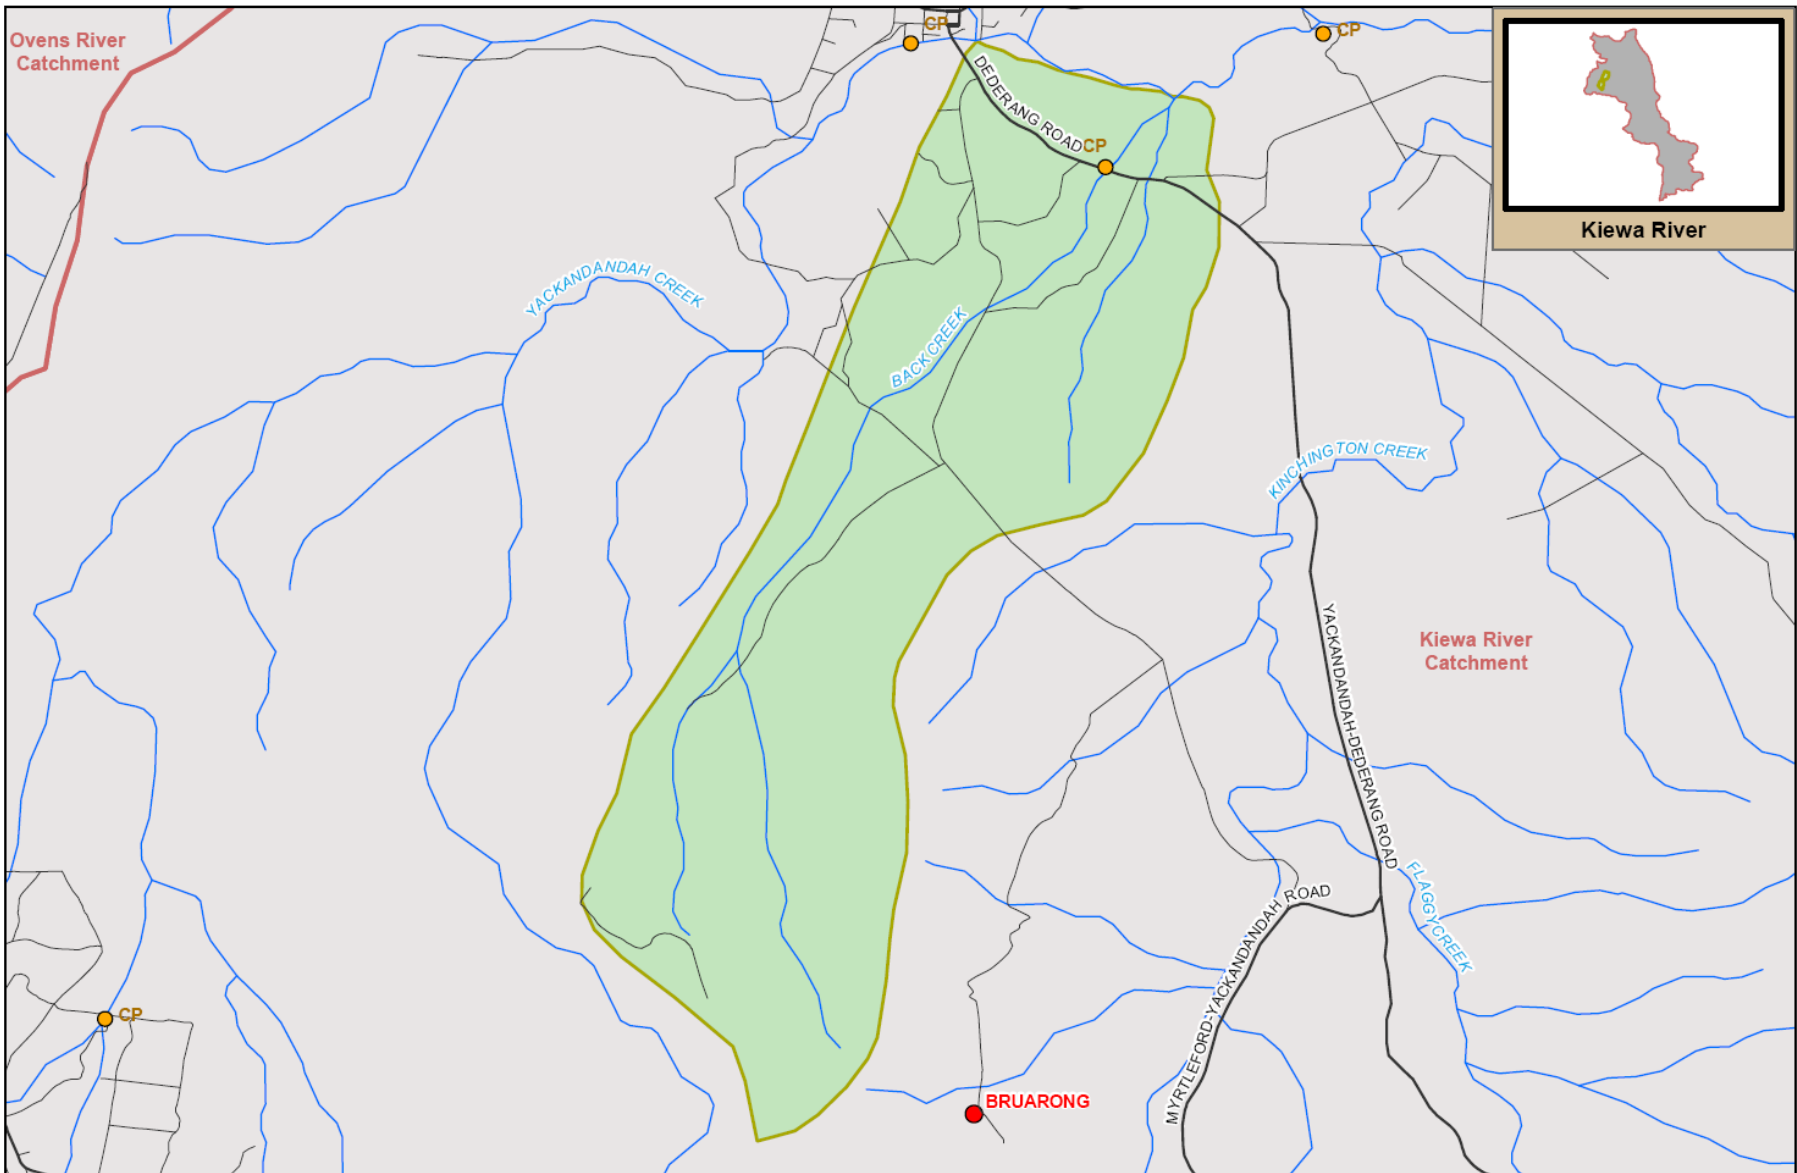 Ovens River
Catchment
CP
CP
DEDERANG ROAD
CP
Kiewa River
YACKANDANDAH CREEK
BACK CREEK
KINCHINGTON CREEK
YACKANDANDAH-DEDERANG ROAD
Kiewa River
Catchment
FLAGGY CREEK
MYRTLEFORD-YACKANDANDAH ROAD
CP
BRUARONG